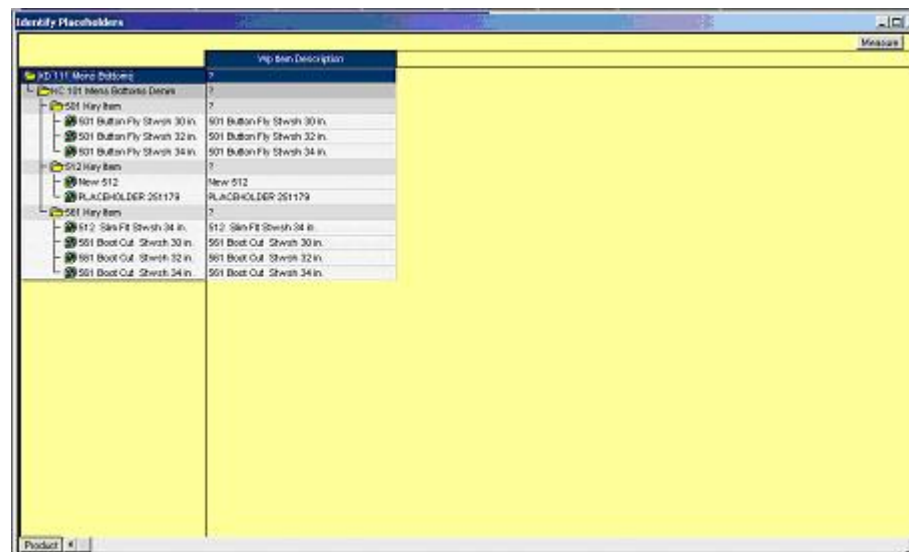 Identify Placeholders
Measure
Wp Item Description
KD 111 Mens Bottoms ?
HC 101 Mens Bottoms Denim ?
501 Key Item ?
501 Button Fly Stwsh 30 in. 501 Button Fly Stwsh 30 in.
501 Button Fly Stwsh 32 in. 501 Button Fly Stwsh 32 in.
501 Button Fly Stwsh 34 in. 501 Button Fly Stwsh 34 in.
512 Key Item ?
New 512 New 512
PLACEHOLDER 251179 PLACEHOLDER 251179
561 Key Item ?
512 Slim Fit Stwsh 34 in. 512 Slim Fit Stwsh 34 in.
561 Boot Cut Stwsh 30 in. 561 Boot Cut Stwsh 30 in.
561 Boot Cut Stwsh 32 in. 561 Boot Cut Stwsh 32 in.
561 Boot Cut Stwsh 34 in. 561 Boot Cut Stwsh 34 in.
Product